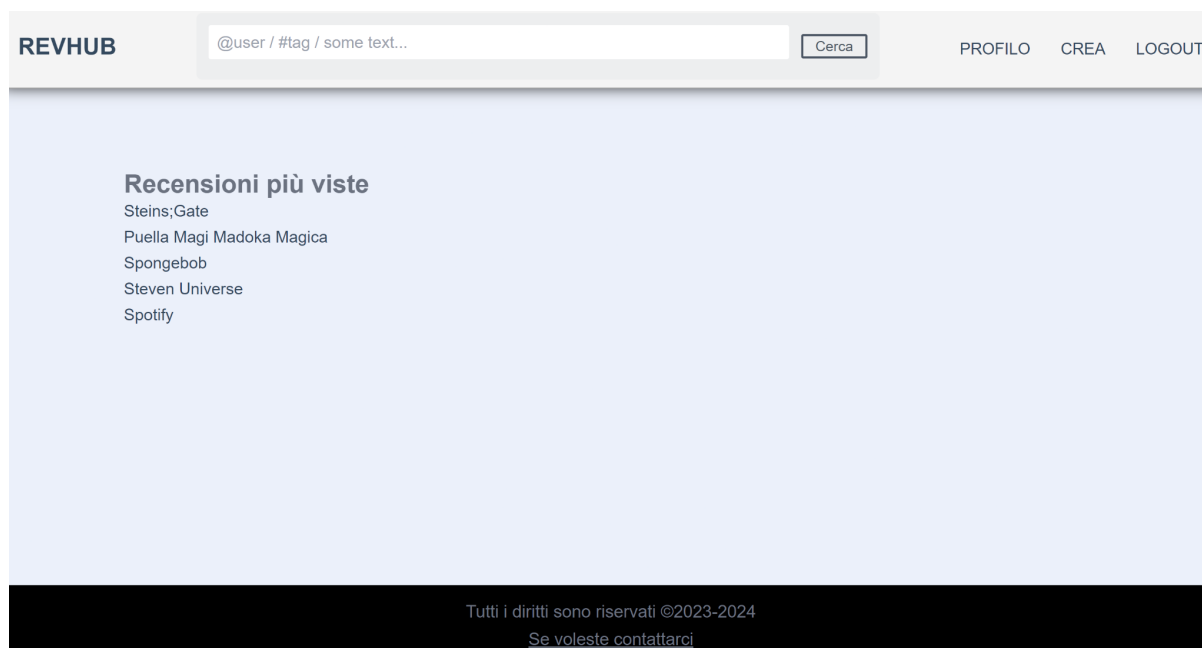 REVHUB
@user / #tag / some text...
Cerca
PROFILO CREA LOGOUT
Recensioni più viste
Steins;Gate
Puella Magi Madoka Magica
Spongebob
Steven Universe
Spotify
Tutti i diritti sono riservati ©2023-2024
Se voleste contattarci